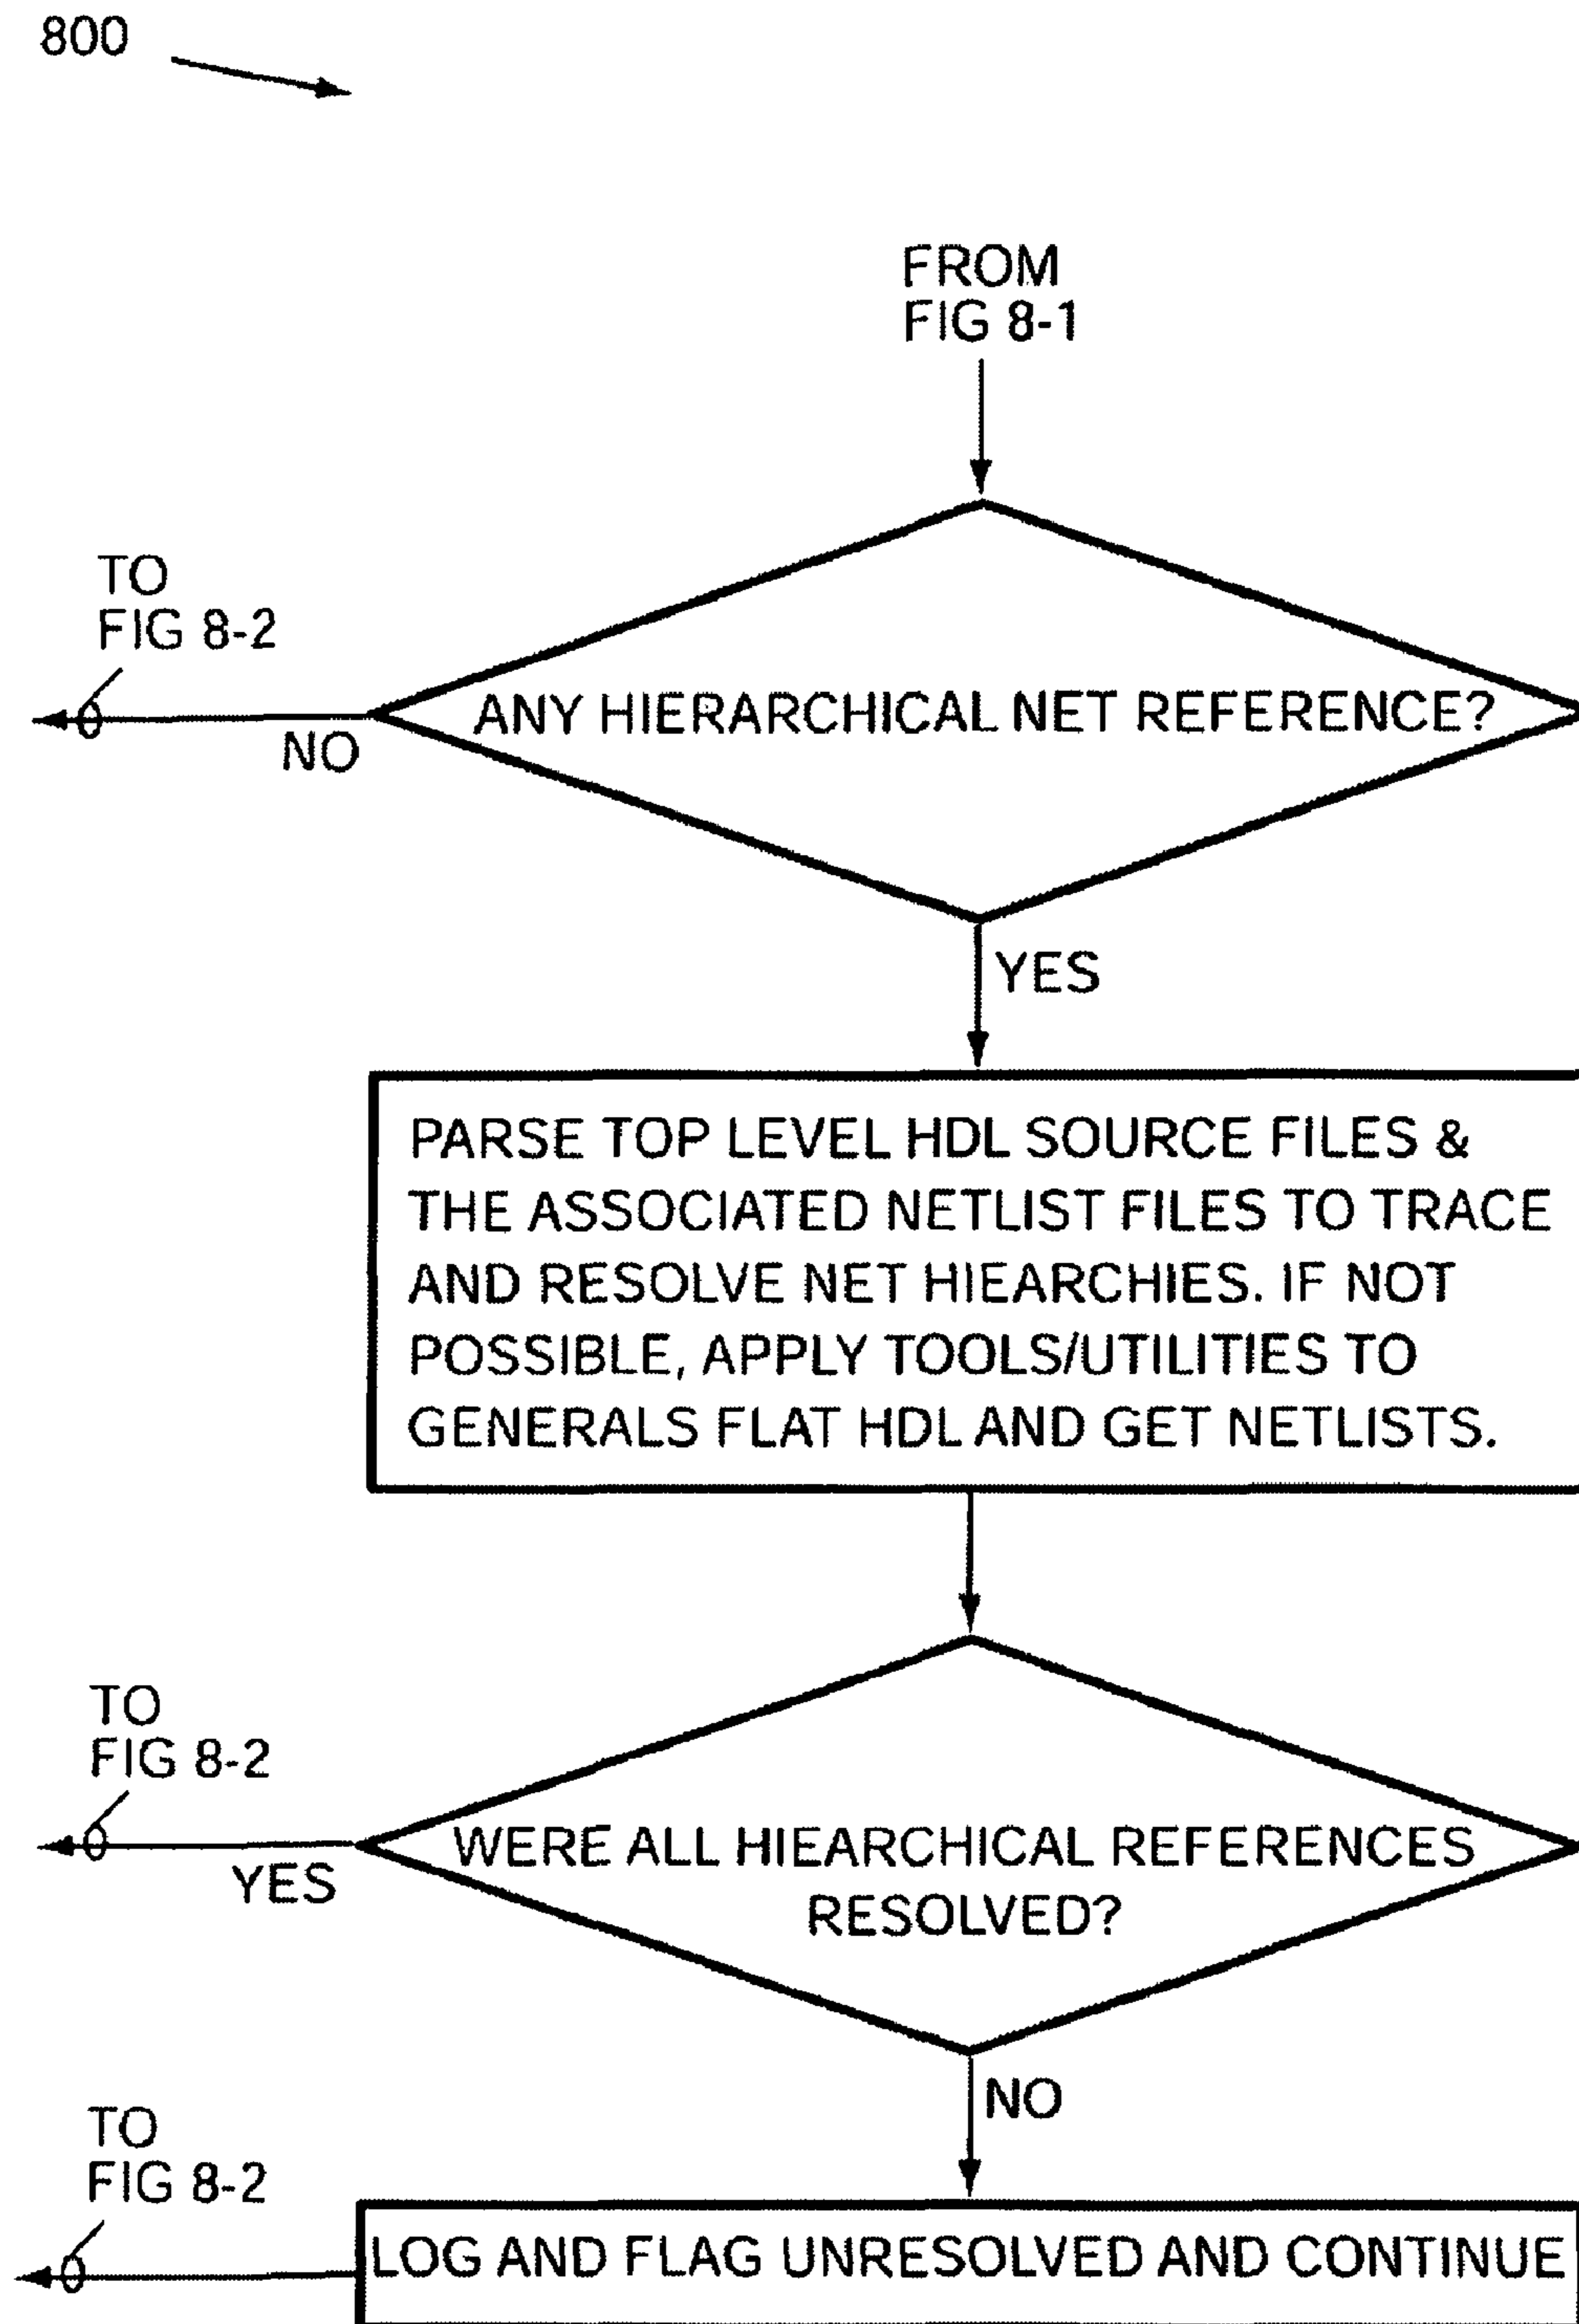 800
FROM
FIG 8-1
TO
FIG 8-2
ANY HIERARCHICAL NET REFERENCE?
NO
YES
PARSE TOP LEVEL HDL SOURCE FILES &
THE ASSOCIATED NETLIST FILES TO TRACE
AND RESOLVE NET HIEARCHIES. IF NOT
POSSIBLE, APPLY TOOLS/UTILITIES TO
GENERALS FLAT HDL AND GET NETLISTS.
TO
FIG 8-2
WERE ALL HIEARCHICAL REFERENCES
RESOLVED?
YES
NO
TO
FIG 8-2
LOG AND FLAG UNRESOLVED AND CONTINUE